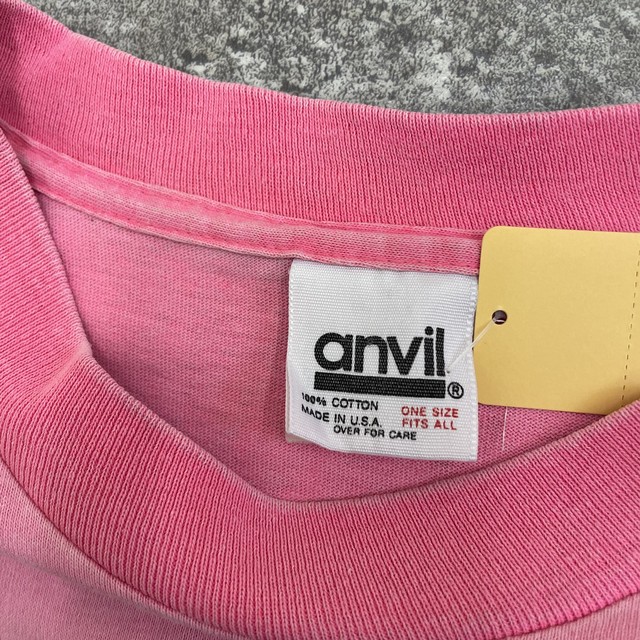 anvil®
100% COTTON
MADE IN U.S.A.
ONE SIZE
FITS ALL
OVER FOR CARE